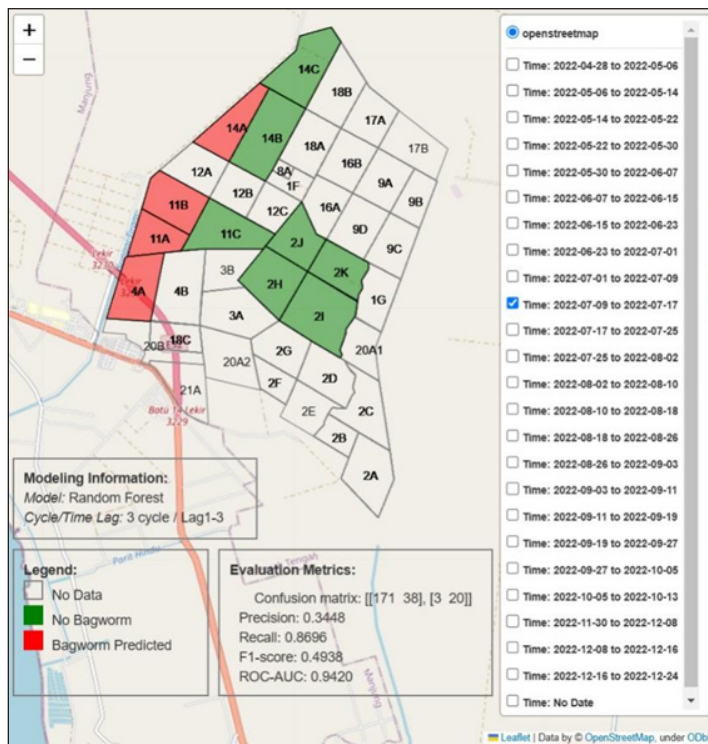 +
−
Manjung
14C
18B
17A
17B
14A
14B
18A
16B
9A
9B
8A
1F
12A
12B
12C
16A
9D
9C
11B
11A
11C
2J
2K
2H
2I
1G
Lekir
3230
Lekir
4A
4B
3B
3A
20B
18C
20A2
20A1
21A
2G
2F
2D
2E
2C
2B
2A
Batu 14 Lekir
3229
Modeling Information:
Model: Random Forest
Cycle/Time Lag: 3 cycle / Lag1-3
Parit Hindu
Tengah
Manjung
Legend:
No Data
No Bagworm
Bagworm Predicted
Evaluation Metrics:
Confusion matrix: [[171 38], [3 20]]
Precision: 0.3448
Recall: 0.8696
F1-score: 0.4938
ROC-AUC: 0.9420
openstreetmap
Time: 2022-04-28 to 2022-05-06
Time: 2022-05-06 to 2022-05-14
Time: 2022-05-14 to 2022-05-22
Time: 2022-05-22 to 2022-05-30
Time: 2022-05-30 to 2022-06-07
Time: 2022-06-07 to 2022-06-15
Time: 2022-06-15 to 2022-06-23
Time: 2022-06-23 to 2022-07-01
Time: 2022-07-01 to 2022-07-09
Time: 2022-07-09 to 2022-07-17
Time: 2022-07-17 to 2022-07-25
Time: 2022-07-25 to 2022-08-02
Time: 2022-08-02 to 2022-08-10
Time: 2022-08-10 to 2022-08-18
Time: 2022-08-18 to 2022-08-26
Time: 2022-08-26 to 2022-09-03
Time: 2022-09-03 to 2022-09-11
Time: 2022-09-11 to 2022-09-19
Time: 2022-09-19 to 2022-09-27
Time: 2022-09-27 to 2022-10-05
Time: 2022-10-05 to 2022-10-13
Time: 2022-11-30 to 2022-12-08
Time: 2022-12-08 to 2022-12-16
Time: 2022-12-16 to 2022-12-24
Time: No Date
Leaflet | Data by © OpenStreetMap, under ODb